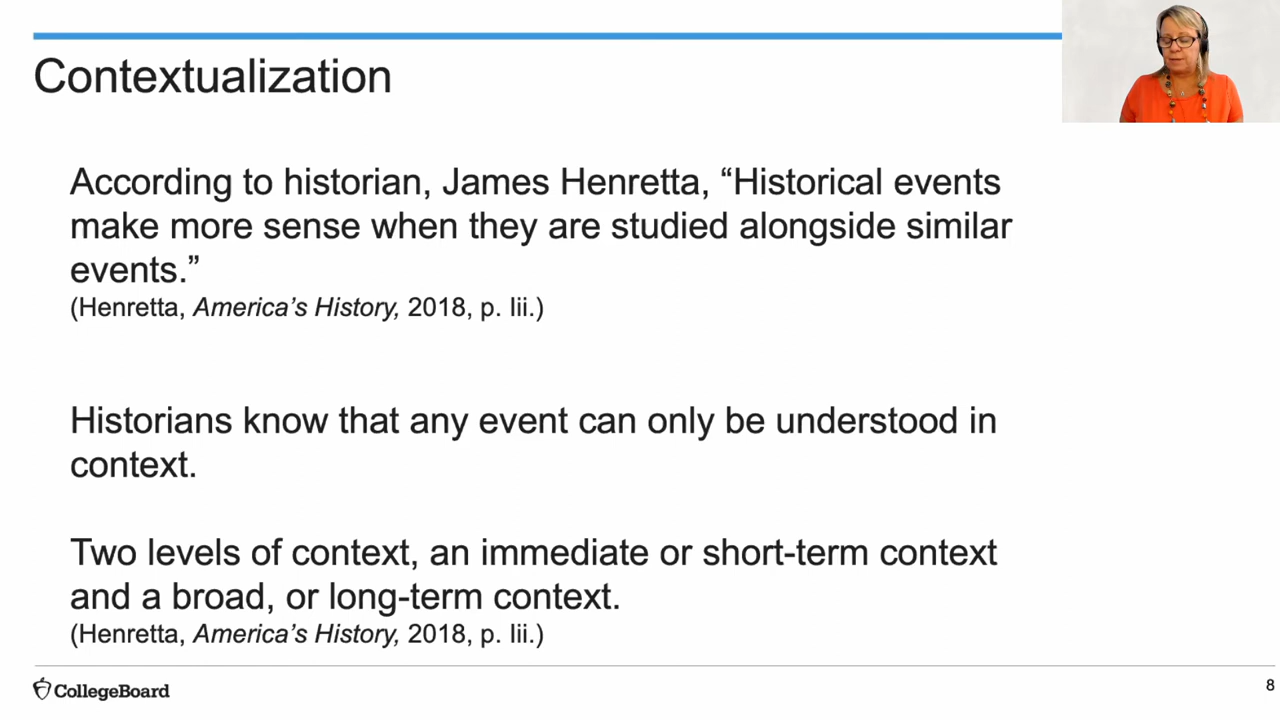 Contextualization
According to historian, James Henretta, “Historical events
make more sense when they are studied alongside similar
events.”
(Henretta, America’s History, 2018, p. lii.)
Historians know that any event can only be understood in
context.
Two levels of context, an immediate or short-term context
and a broad, or long-term context.
(Henretta, America’s History, 2018, p. lii.)
CollegeBoard
8